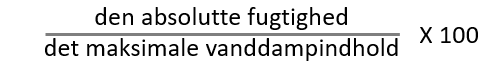 den absolutte fugtighed
det maksimale vanddampindhold X 100